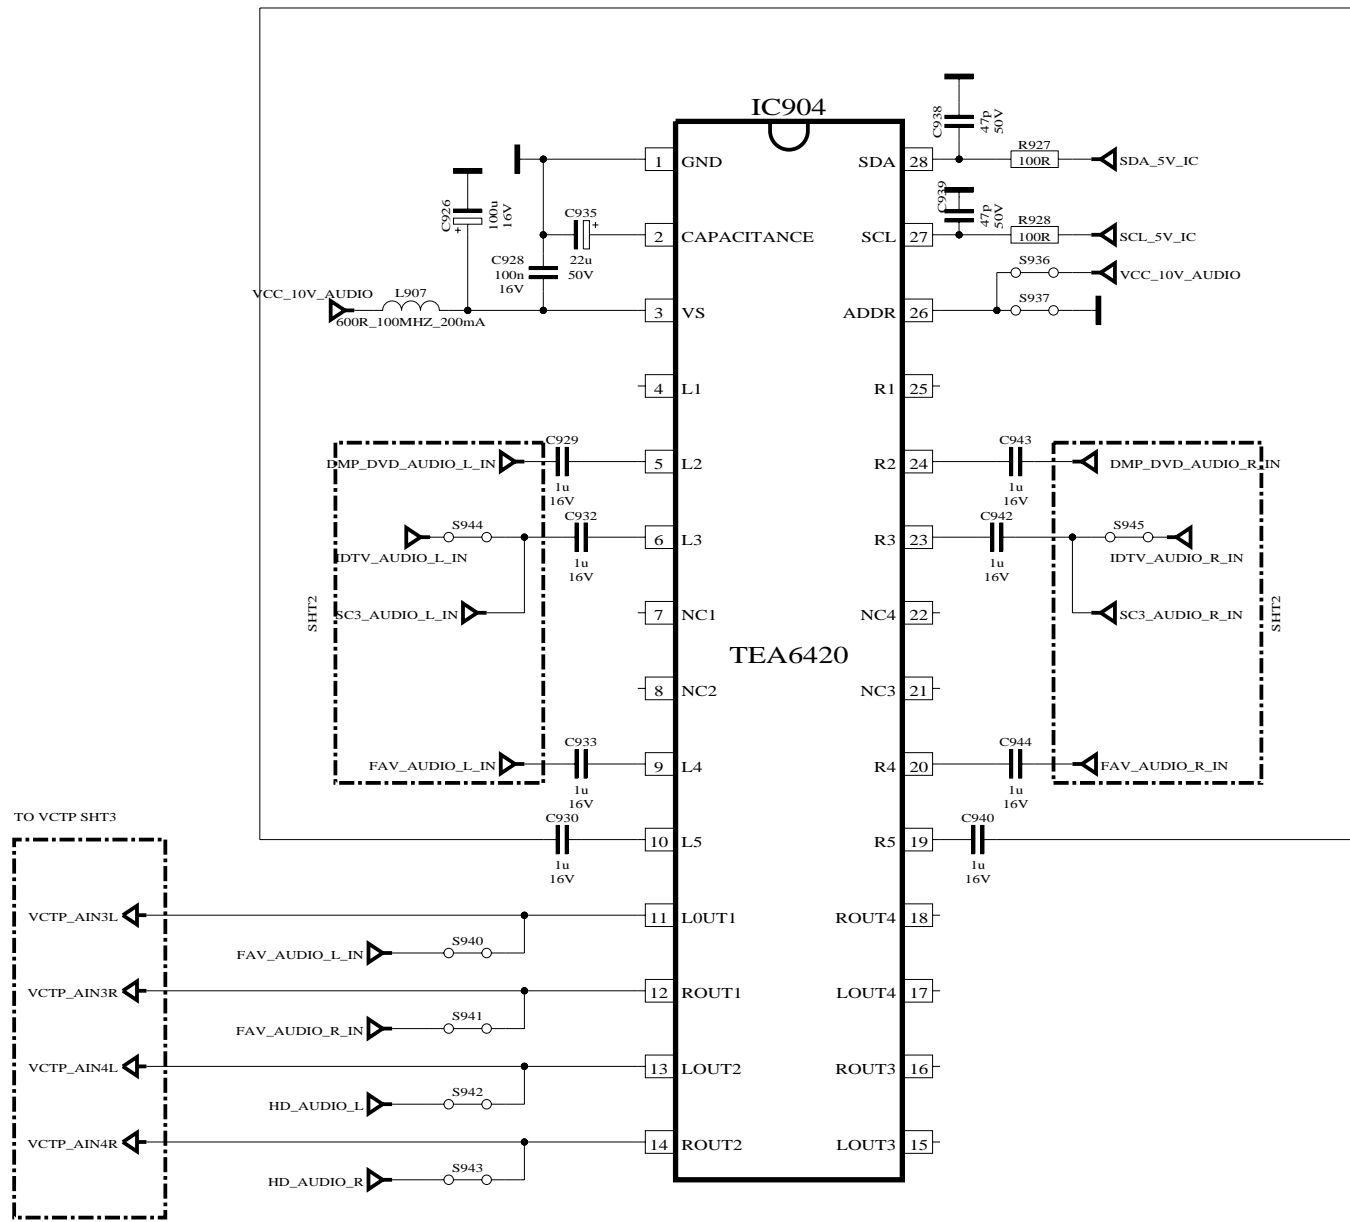 IC904
C938
47p
50V
1 GND
SDA 28
R927
100R
SDA_5V_IC
C926
100u
16V
+
C935
+
22u
50V
C939
47p
50V
2 CAPACITANCE
SCL 27
R928
100R
SCL_5V_IC
C928
100n
16V
S936
VCC_10V_AUDIO
VCC_10V_AUDIO
L907
600R_100MHZ_200mA
3 VS
ADDR 26
S937
4 L1
R1 25
C929
DMP_DVD_AUDIO_L_IN
1u
16V
5 L2
R2 24
C943
1u
16V
DMP_DVD_AUDIO_R_IN
S944
IDTV_AUDIO_L_IN
C932
1u
16V
6 L3
R3 23
C942
1u
16V
S945
IDTV_AUDIO_R_IN
SHT2
SC3_AUDIO_L_IN
7 NC1
NC4 22
SC3_AUDIO_R_IN
SHT2
TEA6420
8 NC2
NC3 21
FAV_AUDIO_L_IN
C933
1u
16V
9 L4
R4 20
C944
1u
16V
FAV_AUDIO_R_IN
C930
1u
16V
10 L5
R5 19
C940
1u
16V
TO VCTP SHT3
VCTP_AIN3L
11 L0UT1
ROUT4 18
FAV_AUDIO_L_IN
S940
VCTP_AIN3R
12 ROUT1
LOUT4 17
FAV_AUDIO_R_IN
S941
VCTP_AIN4L
13 LOUT2
ROUT3 16
HD_AUDIO_L
S942
VCTP_AIN4R
14 ROUT2
LOUT3 15
HD_AUDIO_R
S943